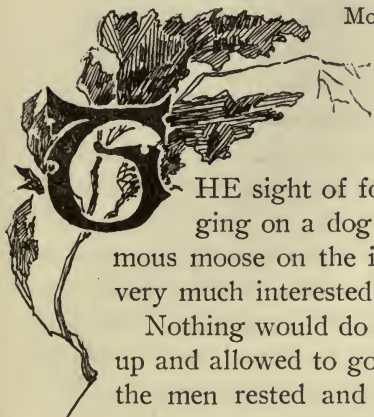 Mo
THE sight of fo
ging on a dog
mous moose on the i
very much interested
Nothing would do
up and allowed to go
the men rested and